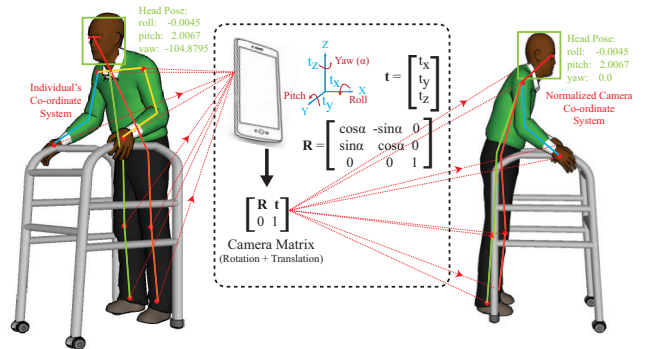 Head Pose:
roll: -0.0045
pitch: 2.0067
yaw: -104.8795
Individual's
Co-ordinate
System
Z
Yaw (α)
tz
tx
X
Pitch
Roll
Y
ty
t =
tx
ty
tz
R =
cosα -sinα 0
sinα cosα 0
0 0 1
R t
0 1
Camera Matrix
(Rotation + Translation)
Head Pose:
roll: -0.0045
pitch: 2.0067
yaw: 0.0
Normalized Camera
Co-ordinate
System